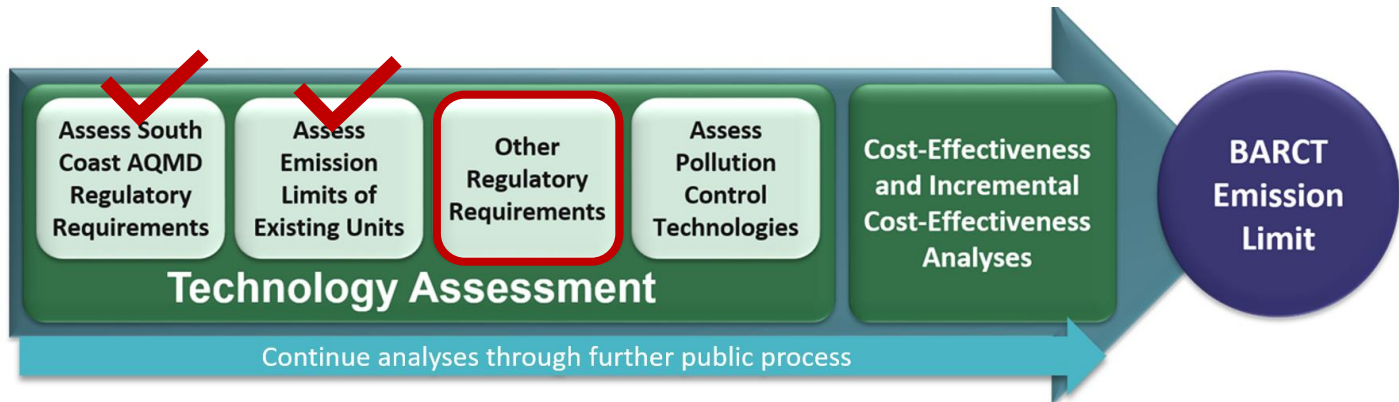 Assess South
Coast AQMD
Regulatory
Requirements
Assess
Emission
Limits of
Existing Units
Other
Regulatory
Requirements
Assess
Pollution
Control
Technologies
Technology Assessment
Cost-Effectiveness
and Incremental
Cost-Effectiveness
Analyses
BARCT
Emission
Limit
Continue analyses through further public process